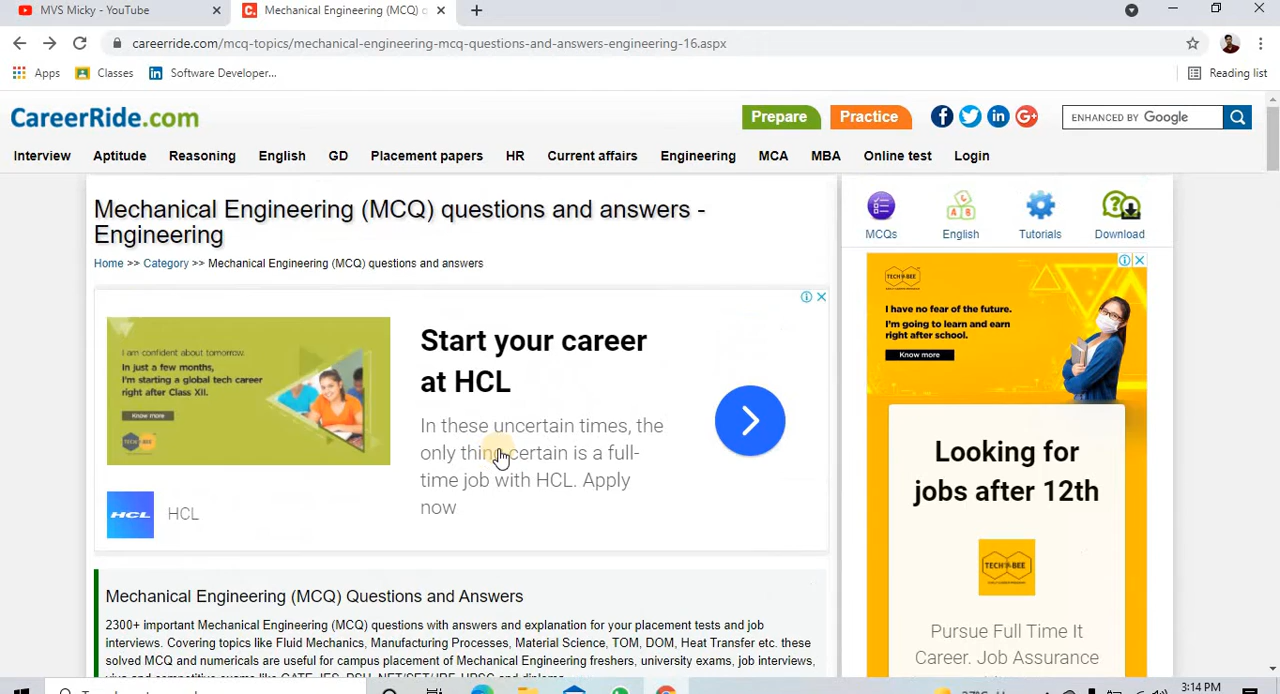 MVS Micky - YouTube
Mechanical Engineering (MCQ)
careerride.com/mcq-topics/mechanical-engineering-mcq-questions-and-answers-engineering-16.aspx
Apps Classes Software Developer... Reading list
CareerRide.com
Prepare Practice
ENHANCED BY Google
Interview Aptitude Reasoning English GD Placement papers HR Current affairs Engineering MCA MBA Online test Login
Mechanical Engineering (MCQ) questions and answers -
Engineering
Home >> Category >> Mechanical Engineering (MCQ) questions and answers
I am confident about tomorrow.
In just a few months,
I'm starting a global tech career
right after Class XII.
Know more
Start your career
at HCL
In these uncertain times, the
only thing certain is a full-
time job with HCL. Apply
now
HCL
HCL
Mechanical Engineering (MCQ) Questions and Answers
2300+ important Mechanical Engineering (MCQ) questions with answers and explanation for your placement tests and job
interviews. Covering topics like Fluid Mechanics, Manufacturing Processes, Material Science, TOM, DOM, Heat Transfer etc. these
solved MCQ and numericals are useful for campus placement of Mechanical Engineering freshers, university exams, job interviews,
MCQs English Tutorials Download
TECH BEE
I have no fear of the future.
I'm going to learn and earn
right after school.
Know more
Looking for
jobs after 12th
TECH BEE
Pursue Full Time It
Career. Job Assurance
3:14 PM